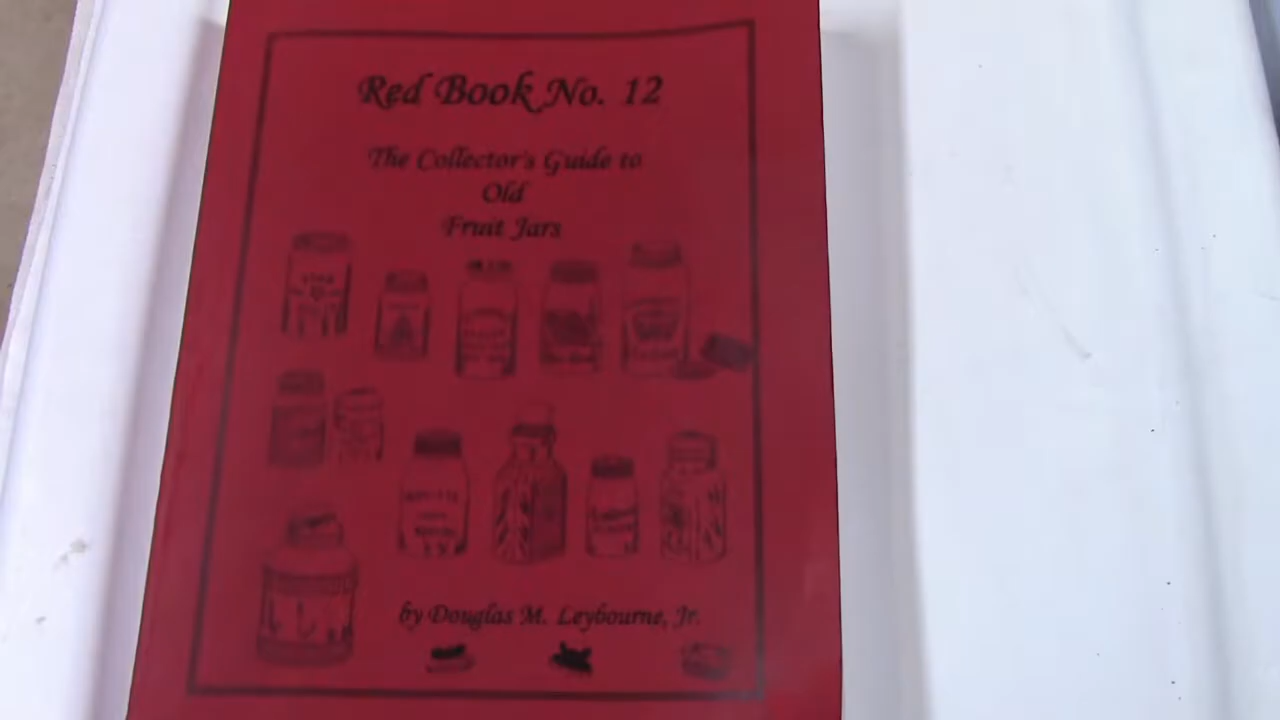 Red Book No. 12
The Collector's Guide to
Old
Fruit Jars
by Douglas M. Leybourne, Jr.